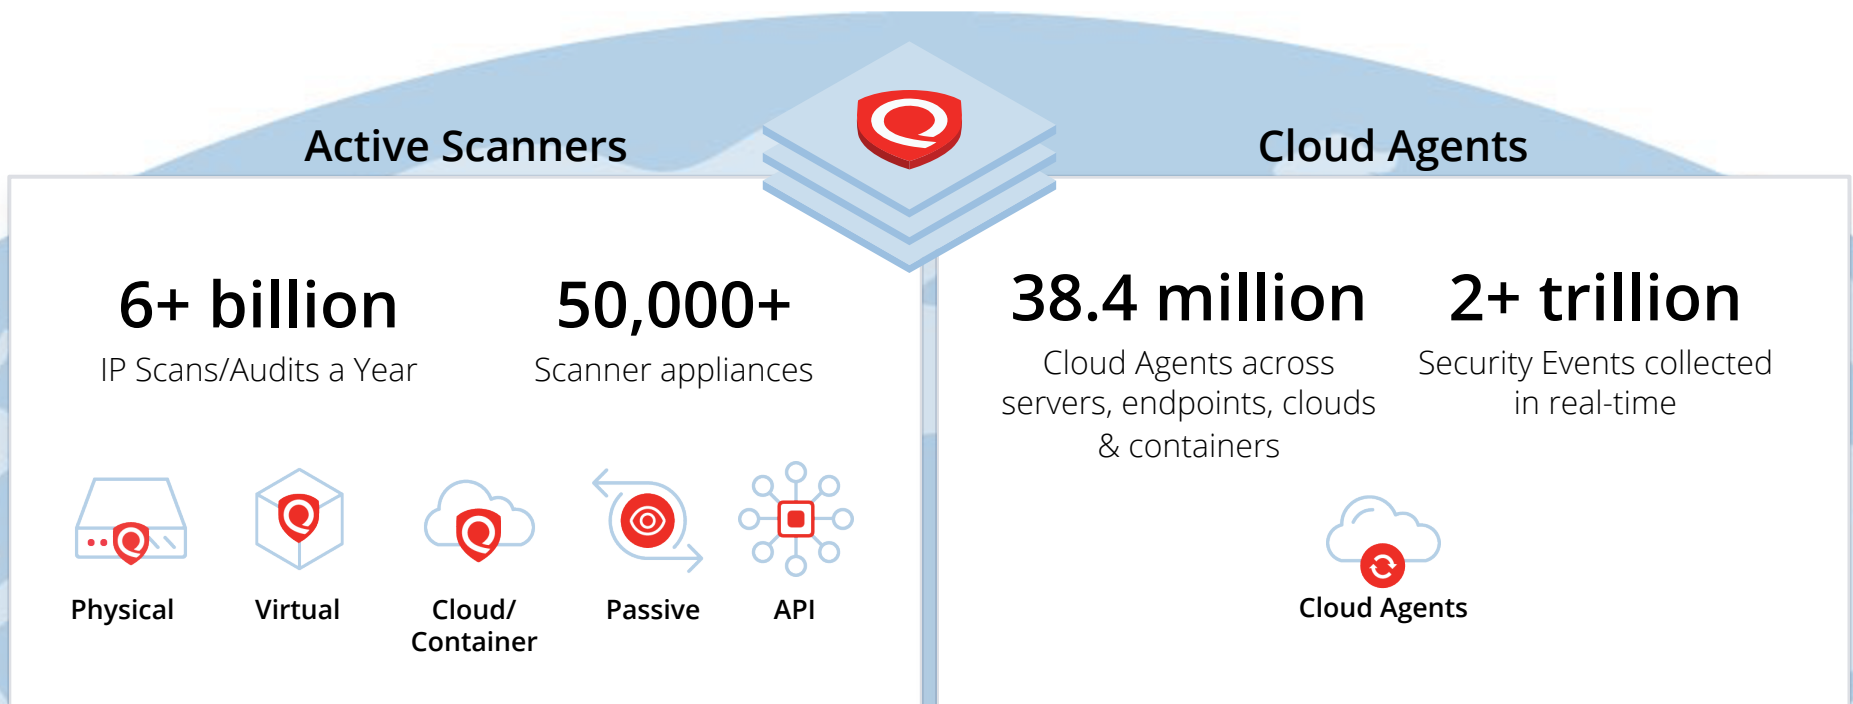 Active Scanners
6+ billion
IP Scans/Audits a Year
50,000+
Scanner appliances
Physical
Virtual
Cloud/
Container
Passive
API
Cloud Agents
38.4 million
Cloud Agents across
servers, endpoints, clouds
& containers
2+ trillion
Security Events collected
in real-time
Cloud Agents